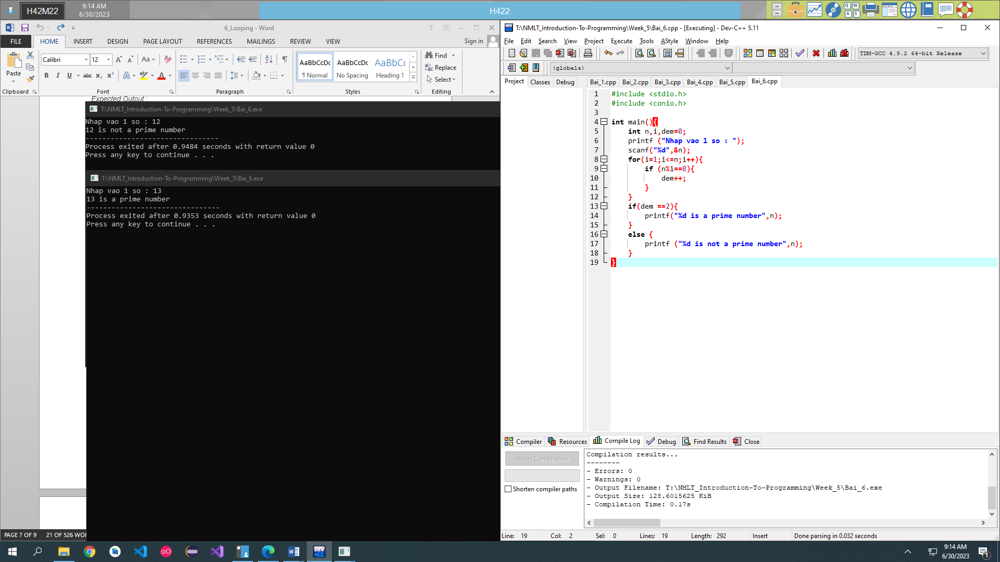 H42M22
9:14 AM
6/30/2023
H422
6_Looping - Word
FILE HOME INSERT DESIGN PAGE LAYOUT REFERENCES MAILINGS REVIEW VIEW Sign in
Paste
Calibri 12
Aa
B I U abc x₂ x²
AaBbCcDc AaBbCcDc AaBbCc
¶ Normal No Spacing Heading 1
Find
Replace
Select
Clipboard Font Paragraph Styles Editing
Expected Output :
T:\NMLT_Introduction-To-Programming\Week_5\Bai_6.exe
Nhap vao 1 so : 12
12 is not a prime number
--------------------------------
Process exited after 0.9484 seconds with return value 0
Press any key to continue . . .
T:\NMLT_Introduction-To-Programming\Week_5\Bai_6.exe
Nhap vao 1 so : 13
13 is a prime number
--------------------------------
Process exited after 0.9353 seconds with return value 0
Press any key to continue . . .
PAGE 7 OF 9 21 OF 526 WOR
T:\NMLT_Introduction-To-Programming\Week_5\Bai_6.cpp - [Executing] - Dev-C++ 5.11
File Edit Search View Project Execute Tools AStyle Window Help
TDM-GCC 4.9.2 64-bit Release
(globals)
Project Classes Debug
Bai_1.cpp Bai_2.cpp Bai_3.cpp Bai_4.cpp Bai_5.cpp Bai_6.cpp
1 #include <stdio.h>
2 #include <conio.h>
3
4 int main(){
5 int n,i,dem=0;
6 printf ("Nhap vao 1 so : ");
7 scanf("%d",&n);
8 for(i=1;i<=n;i++){
9 if (n%i==0){
10 dem++;
11 }
12 }
13 if(dem ==2){
14 printf("%d is a prime number",n);
15 }
16 else {
17 printf ("%d is not a prime number",n);
18 }
19 }
Compiler Resources Compile Log Debug Find Results Close
Abort Compilation
Shorten compiler paths
Compilation results...
--------
- Errors: 0
- Warnings: 0
- Output Filename: T:\NMLT_Introduction-To-Programming\Week_5\Bai_6.exe
- Output Size: 128.6015625 KiB
- Compilation Time: 0.17s
Line: 19 Col: 2 Sel: 0 Lines: 19 Length: 292 Insert Done parsing in 0.032 seconds
9:14 AM
6/30/2023
1